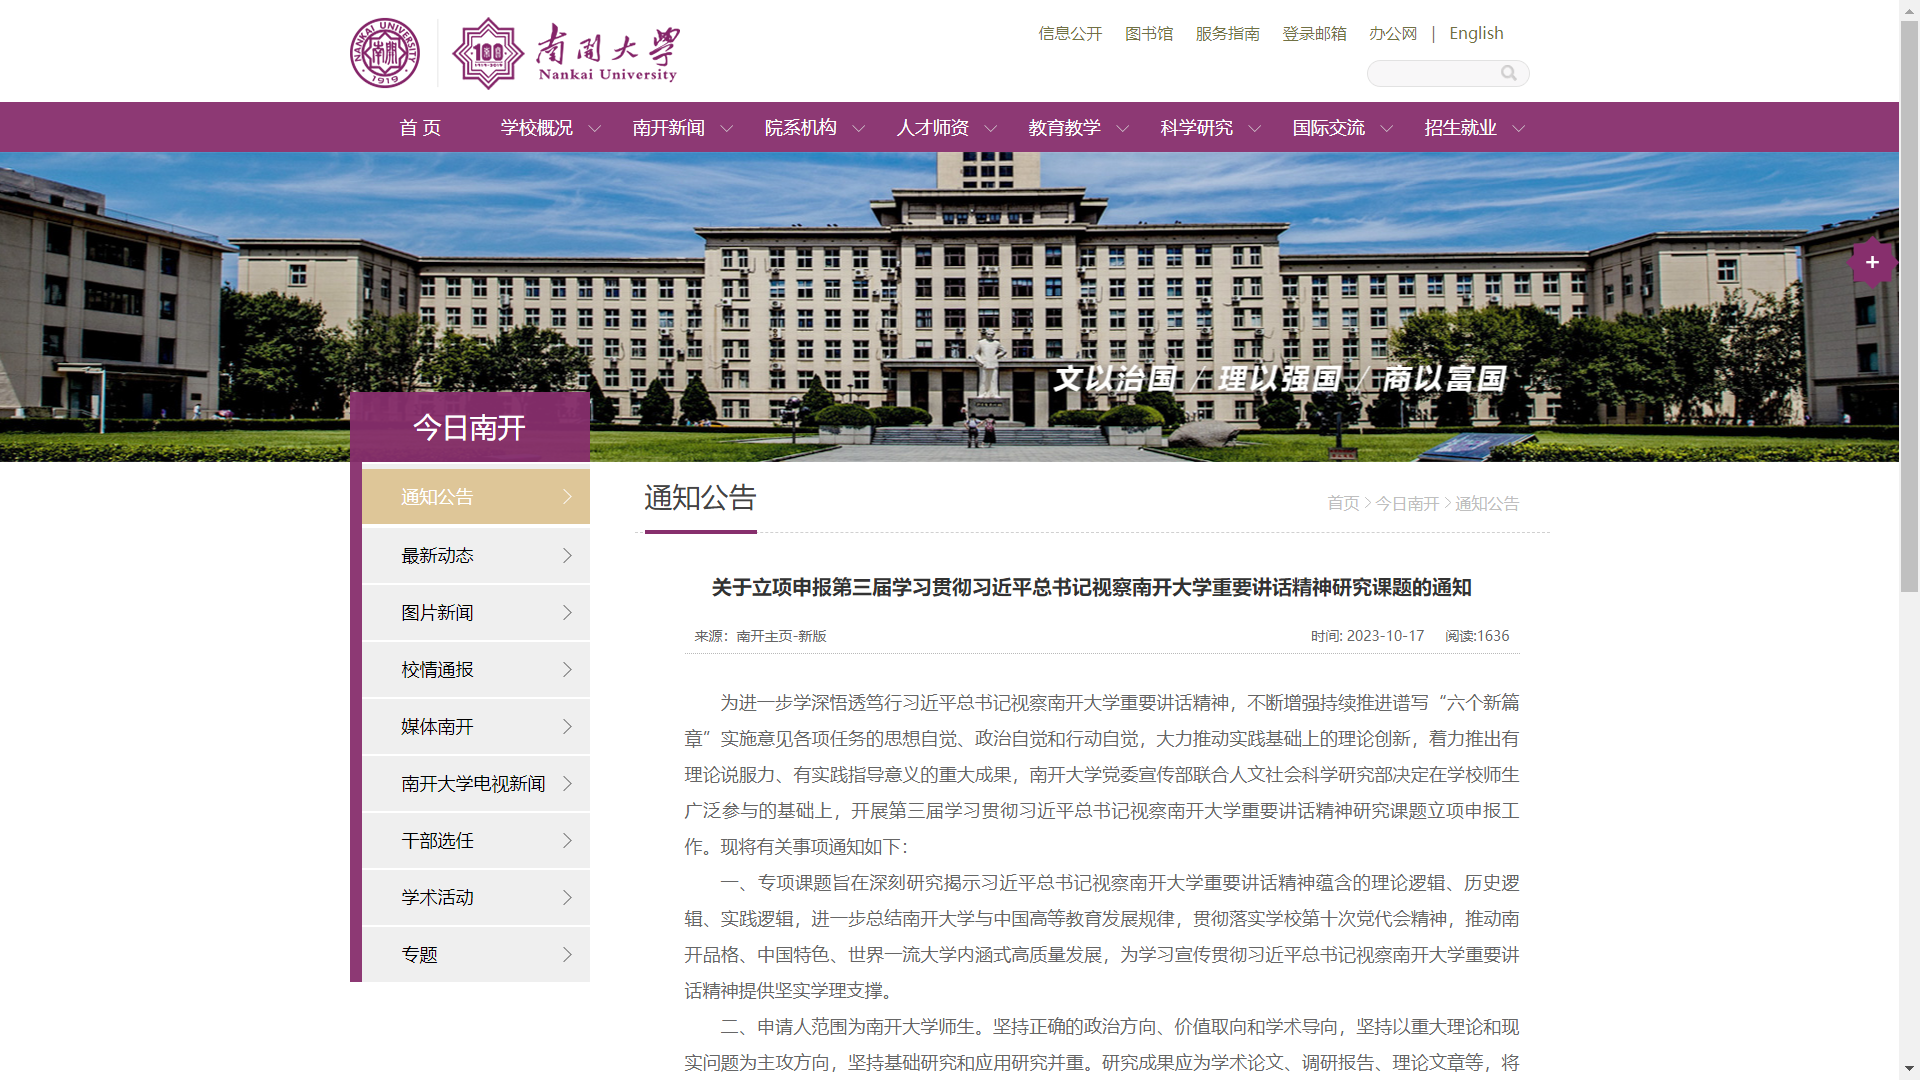 NANKAI UNIVERSITY
1919
100
南开大学
Nankai University
信息公开 图书馆 服务指南 登录邮箱 办公网 | English
首 页 学校概况 南开新闻 院系机构 人才师资 教育教学 科学研究 国际交流 招生就业
文以治国 / 理以强国 / 商以富国
今日南开
通知公告
最新动态
图片新闻
校情通报
媒体南开
南开大学电视新闻
干部选任
学术活动
专题
通知公告
首页 > 今日南开 > 通知公告
关于立项申报第三届学习贯彻习近平总书记视察南开大学重要讲话精神研究课题的通知
来源：南开主页-新版 时间: 2023-10-17 阅读:1636
为进一步学深悟透笃行习近平总书记视察南开大学重要讲话精神，不断增强持续推进谱写“六个新篇
章”实施意见各项任务的思想自觉、政治自觉和行动自觉，大力推动实践基础上的理论创新，着力推出有
理论说服力、有实践指导意义的重大成果，南开大学党委宣传部联合人文社会科学研究部决定在学校师生
广泛参与的基础上，开展第三届学习贯彻习近平总书记视察南开大学重要讲话精神研究课题立项申报工
作。现将有关事项通知如下：
一、专项课题旨在深刻研究揭示习近平总书记视察南开大学重要讲话精神蕴含的理论逻辑、历史逻
辑、实践逻辑，进一步总结南开大学与中国高等教育发展规律，贯彻落实学校第十次党代会精神，推动南
开品格、中国特色、世界一流大学内涵式高质量发展，为学习宣传贯彻习近平总书记视察南开大学重要讲
话精神提供坚实学理支撑。
二、申请人范围为南开大学师生。坚持正确的政治方向、价值取向和学术导向，坚持以重大理论和现
实问题为主攻方向，坚持基础研究和应用研究并重。研究成果应为学术论文、调研报告、理论文章等，将